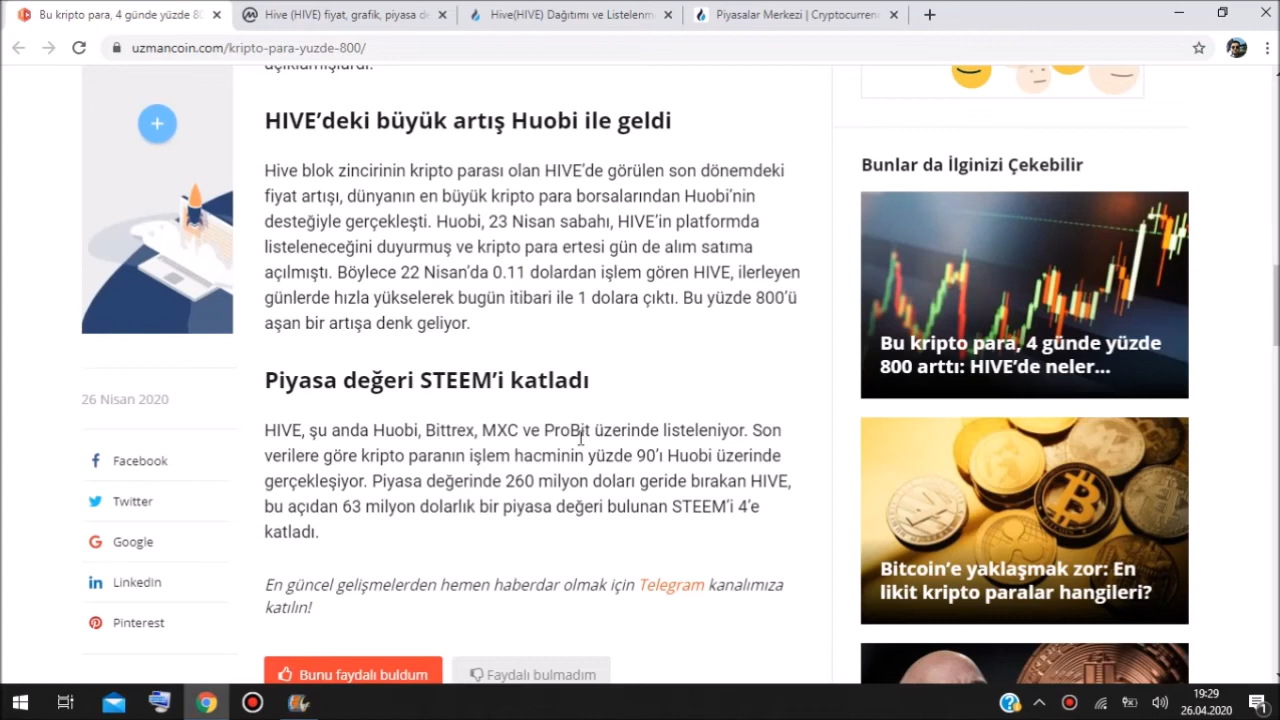 Bu kripto para, 4 günde yüzde 80
Hive (HIVE) fiyat, grafik, piyasa de
Hive(HIVE) Dağıtımı ve Listelenm
Piyasalar Merkezi | Cryptocurren
uzmancoin.com/kripto-para-yuzde-800/
açıklamışlardı.
HIVE’deki büyük artış Huobi ile geldi
Hive blok zincirinin kripto parası olan HIVE’de görülen son dönemdeki
fiyat artışı, dünyanın en büyük kripto para borsalarından Huobi’nin
desteğiyle gerçekleşti. Huobi, 23 Nisan sabahı, HIVE’in platformda
listeleneceğini duyurmuş ve kripto para ertesi gün de alım satıma
açılmıştı. Böylece 22 Nisan’da 0.11 dolardan işlem gören HIVE, ilerleyen
günlerde hızla yükselerek bugün itibari ile 1 dolara çıktı. Bu yüzde 800’ü
aşan bir artışa denk geliyor.
Piyasa değeri STEEM’i katladı
HIVE, şu anda Huobi, Bittrex, MXC ve ProBit üzerinde listeleniyor. Son
verilere göre kripto paranın işlem hacminin yüzde 90’ı Huobi üzerinde
gerçekleşiyor. Piyasa değerinde 260 milyon doları geride bırakan HIVE,
bu açıdan 63 milyon dolarlık bir piyasa değeri bulunan STEEM’i 4’e
katladı.
En güncel gelişmelerden hemen haberdar olmak için Telegram kanalımıza
katılın!
Bunu faydalı buldum
Faydalı bulmadım
26 Nisan 2020
Facebook
Twitter
Google
LinkedIn
Pinterest
Bunlar da İlginizi Çekebilir
Bu kripto para, 4 günde yüzde
800 arttı: HIVE’de neler...
Bitcoin’e yaklaşmak zor: En
likit kripto paralar hangileri?
19:29
26.04.2020
1